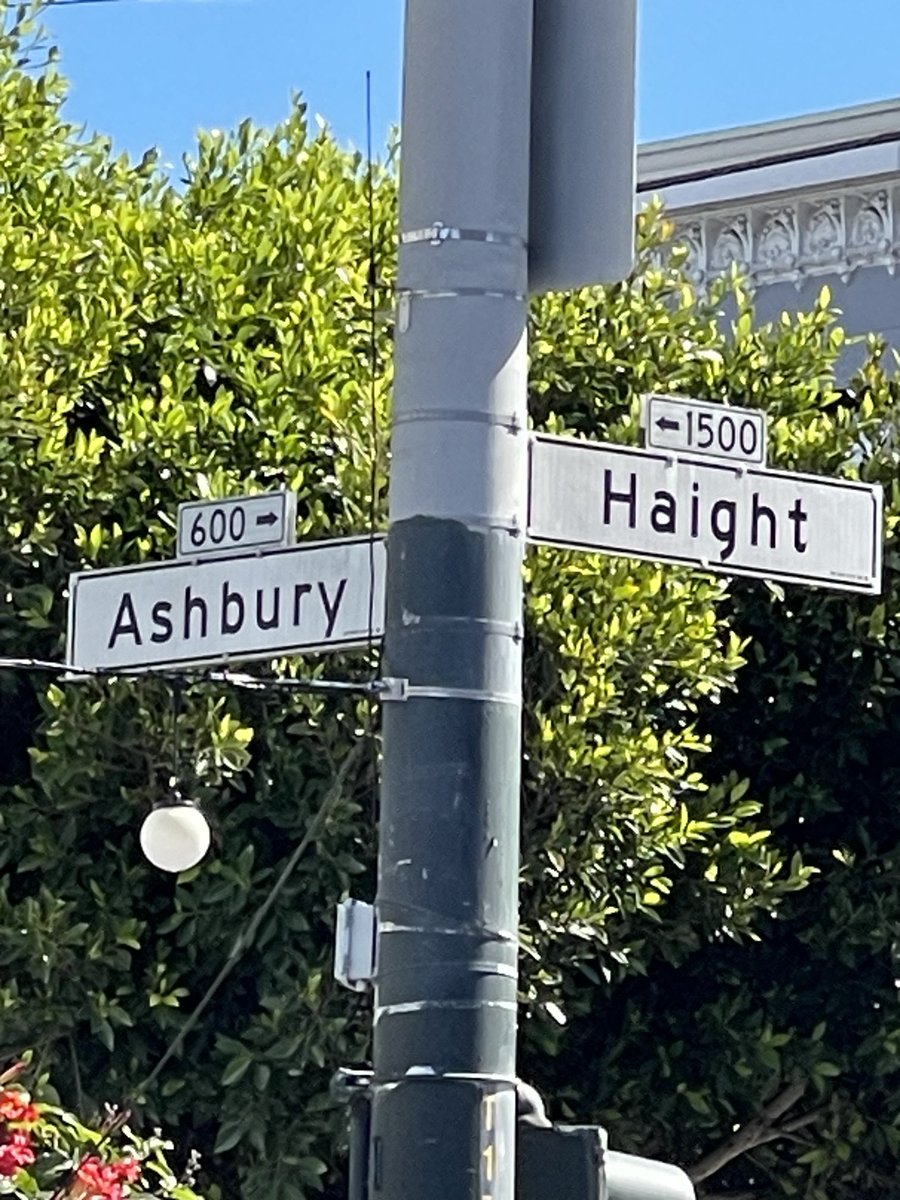 600 →
Ashbury
← 1500
Haight